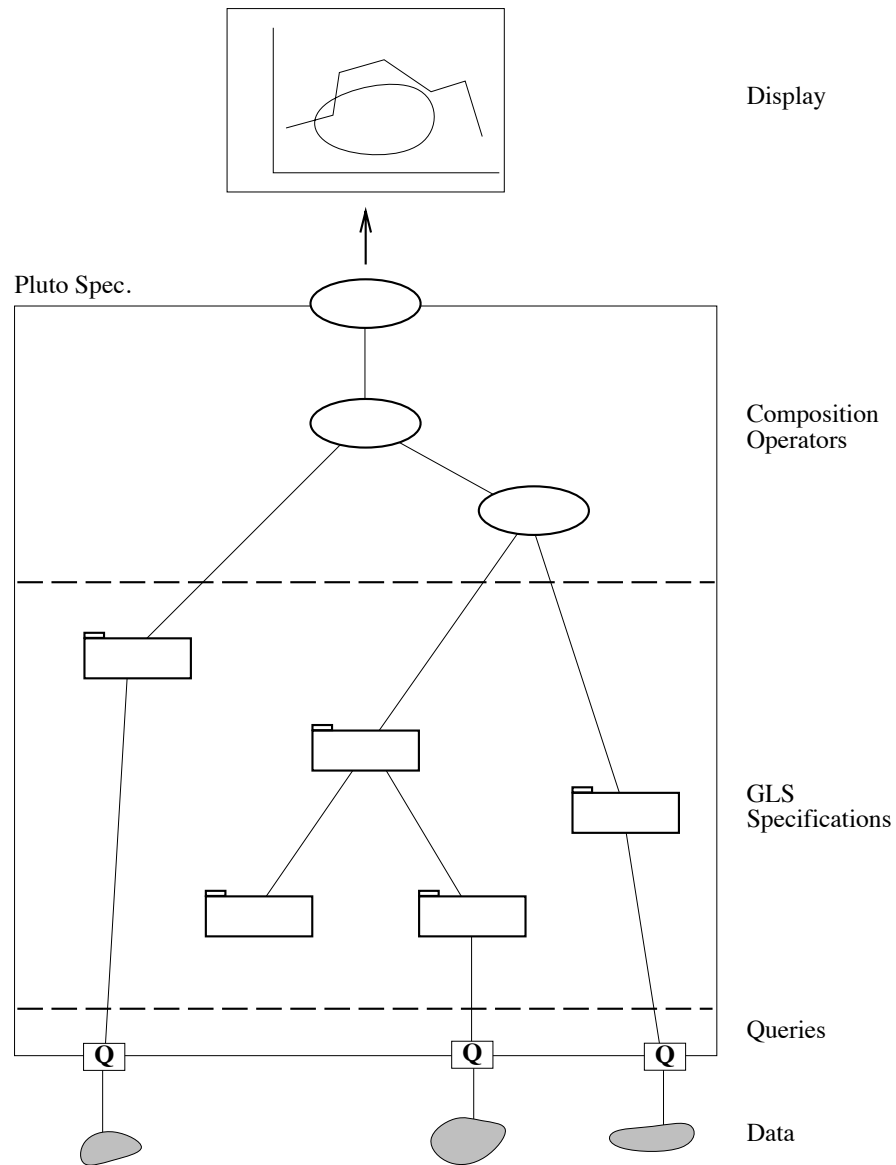 Display
Pluto Spec.
Composition
Operators
GLS
Specifications
Queries
Q
Q
Q
Data